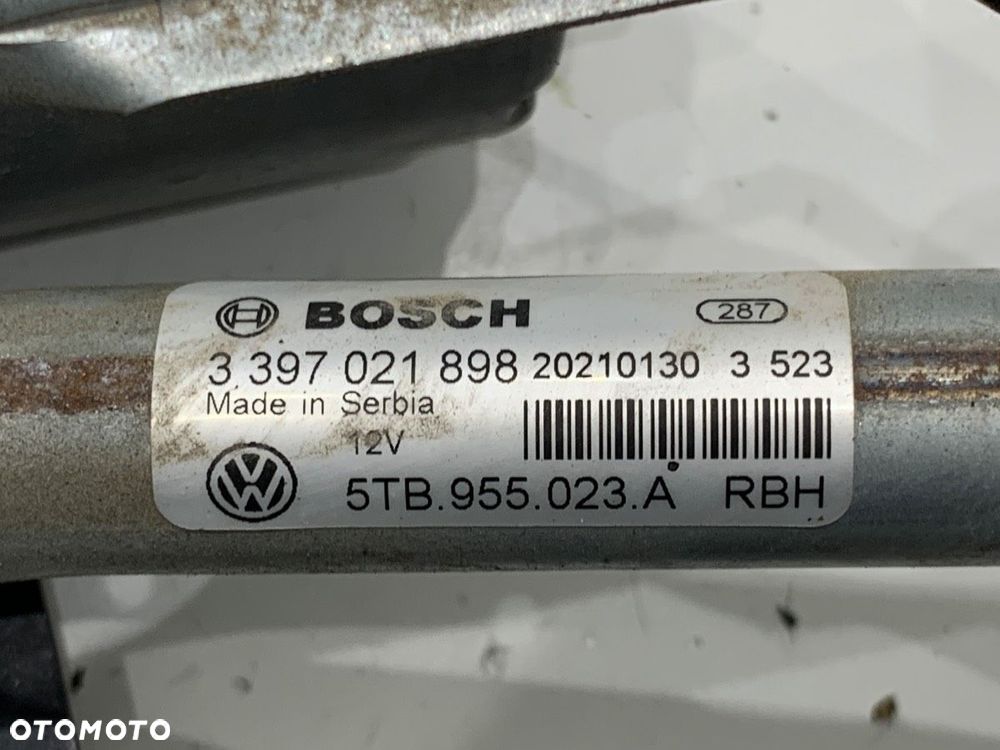 BOSCH 287
3 397 021 898 20210130 3 523
Made in Serbia
12V
5TB.955.023.A RBH
OTOMOTO